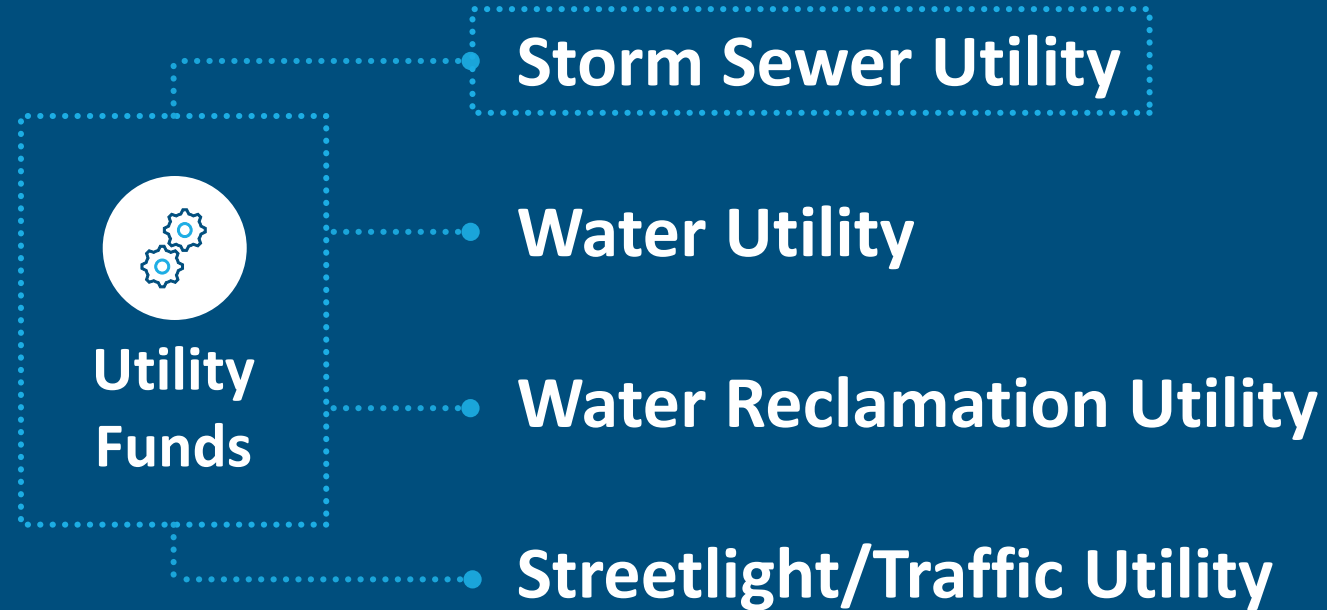 Storm Sewer Utility
Water Utility
Utility
Funds
Water Reclamation Utility
Streetlight/Traffic Utility